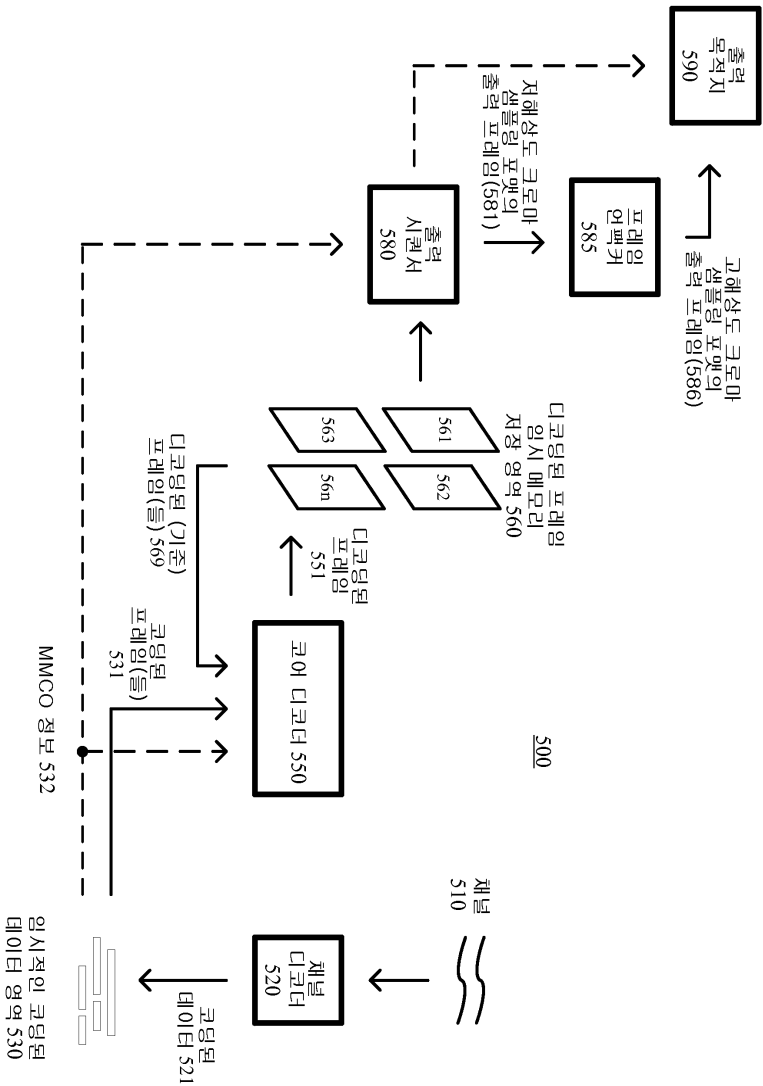 500
채널
510
채널
디코더
520
코딩된
데이터 521
임시적인 코딩된
데이터 영역 530
MMCO 정보 532
코딩된
프레임(들)
531
코어 디코더 550
디코딩된 (기준)
프레임(들) 569
디코딩된
프레임
551
디코딩된 프레임
임시 메모리
저장 영역 560
561
562
563
56n
출력
시퀀서
580
저해상도 크로마
샘플링 포맷의
출력 프레임(581)
프레임
언팩커
585
고해상도 크로마
샘플링 포맷의
출력 프레임(586)
출력
목적지
590